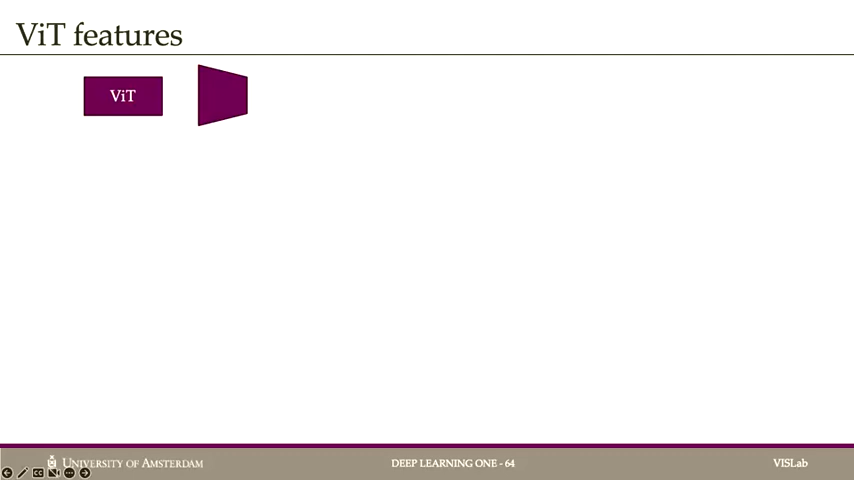 ViT features
ViT
UNIVERSITY OF AMSTERDAM
DEEP LEARNING ONE - 64
VISLab